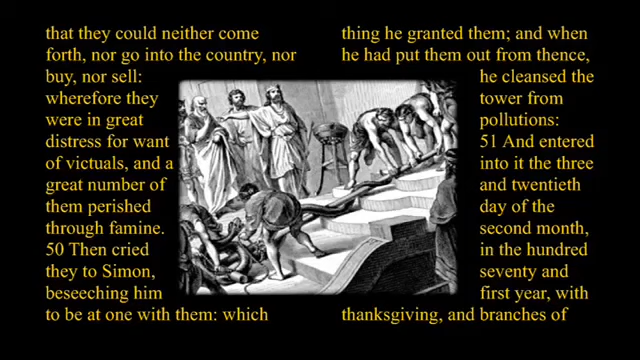 that they could neither come
forth, nor go into the country, nor
buy, nor sell:
wherefore they
were in great
distress for want
of victuals, and a
great number of
them perished
through famine.
50 Then cried
they to Simon,
beseeching him
to be at one with them: which
thing he granted them; and when
he had put them out from thence,
he cleansed the
tower from
pollutions:
51 And entered
into it the three
and twentieth
day of the
second month,
in the hundred
seventy and
first year, with
thanksgiving, and branches of